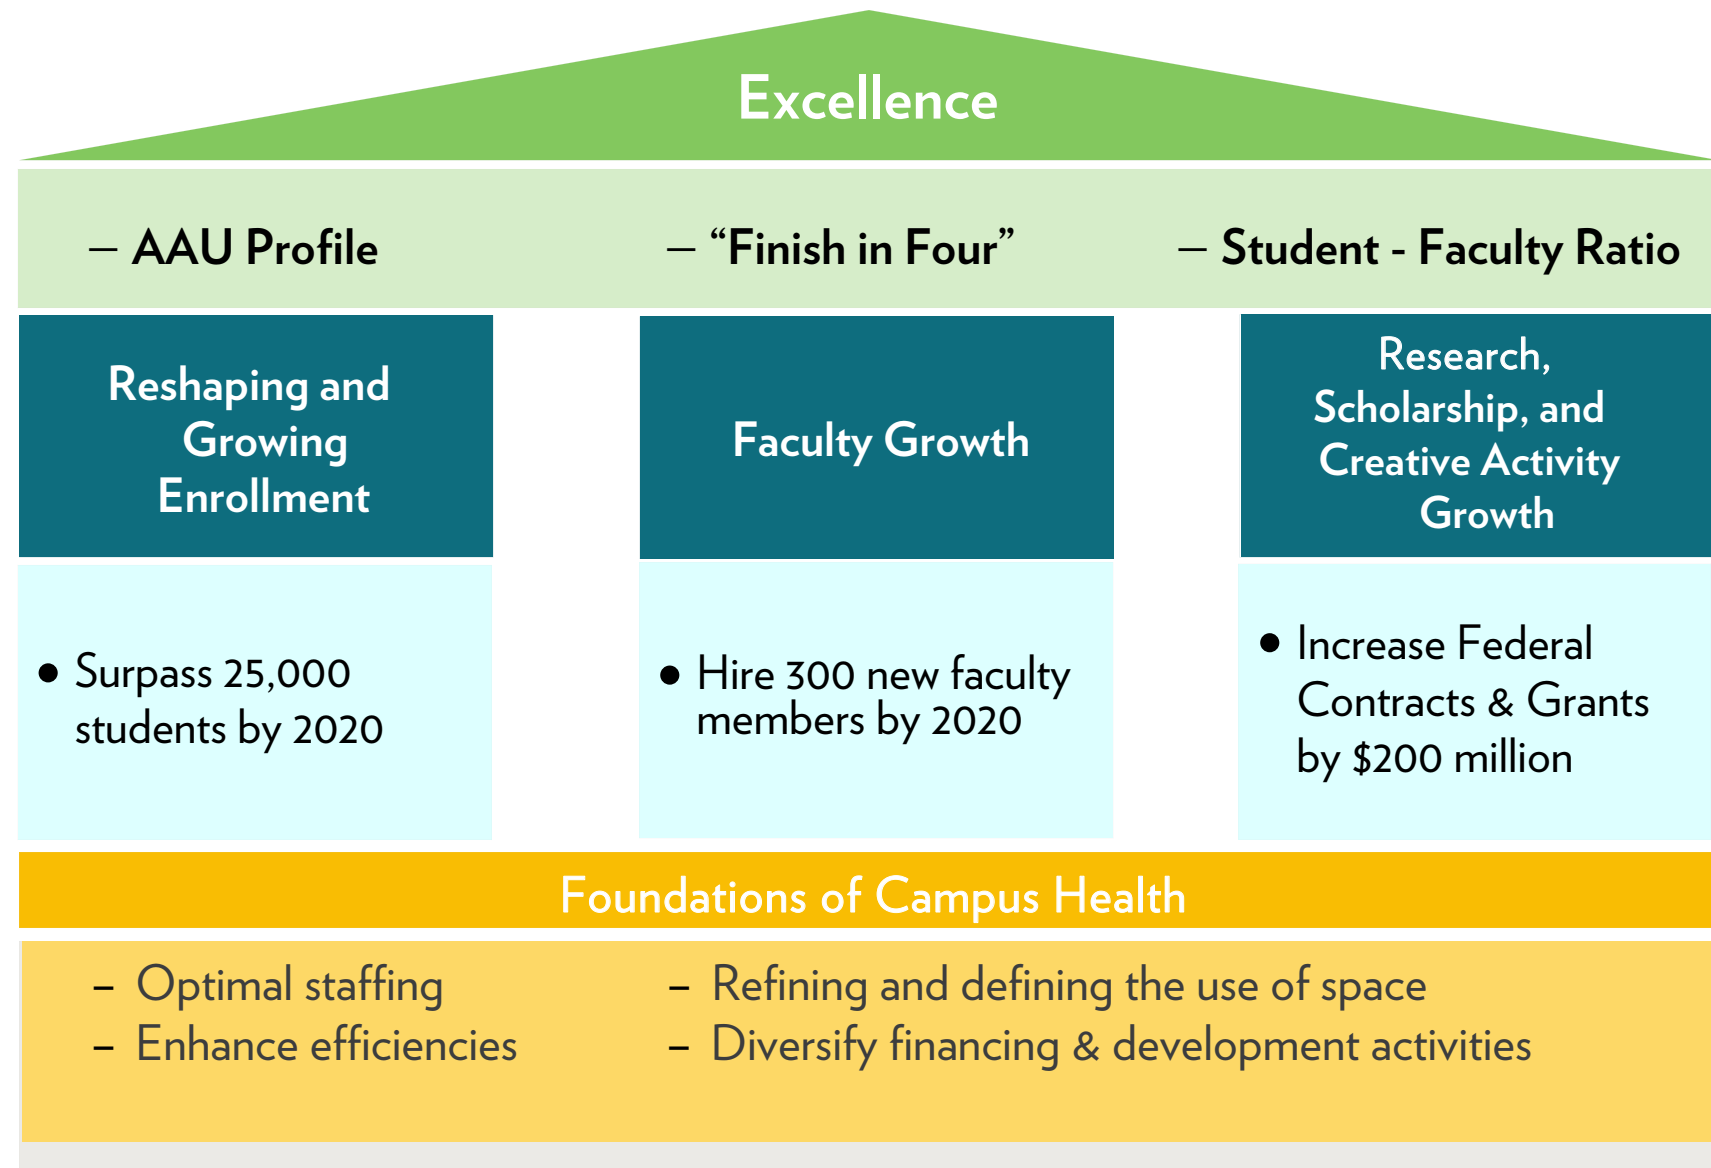 Excellence
– AAU Profile
– “Finish in Four”
– Student - Faculty Ratio
Reshaping and
Growing
Enrollment
Faculty Growth
Research,
Scholarship, and
Creative Activity
Growth
● Surpass 25,000
students by 2020
● Hire 300 new faculty
members by 2020
● Increase Federal
Contracts & Grants
by $200 million
Foundations of Campus Health
– Optimal staffing
– Enhance efficiencies
– Refining and defining the use of space
– Diversify financing & development activities